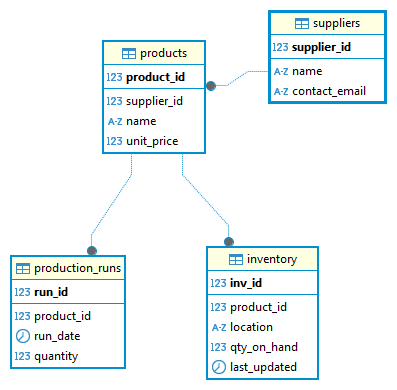 suppliers
123 supplier_id
A-Z name
A-Z contact_email
products
123 product_id
123 supplier_id
A-Z name
123 unit_price
production_runs
123 run_id
123 product_id
run_date
123 quantity
inventory
123 inv_id
123 product_id
A-Z location
123 qty_on_hand
last_updated